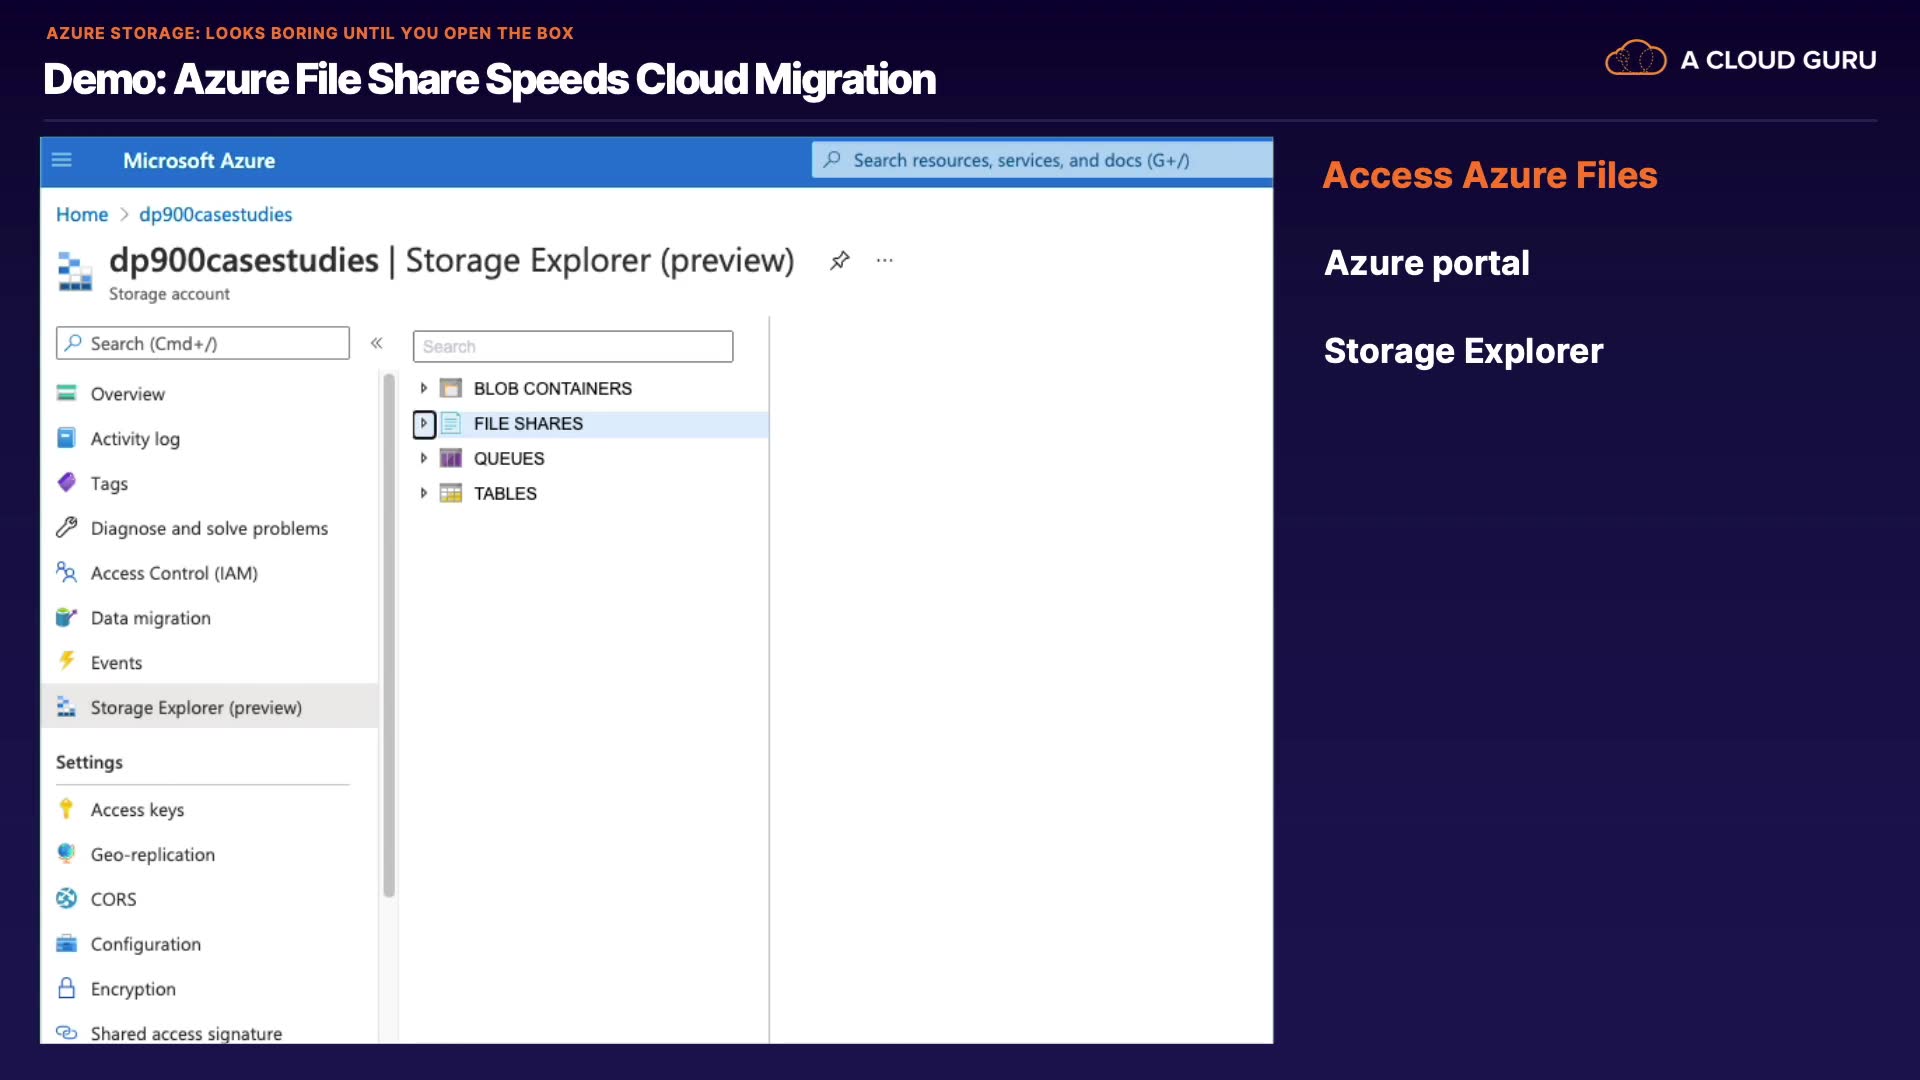 AZURE STORAGE: LOOKS BORING UNTIL YOU OPEN THE BOX
Demo: Azure File Share Speeds Cloud Migration
A CLOUD GURU
Microsoft Azure
Search resources, services, and docs (G+/)
Home > dp900casestudies
dp900casestudies | Storage Explorer (preview)
Storage account
Search (Cmd+/)
Overview
Activity log
Tags
Diagnose and solve problems
Access Control (IAM)
Data migration
Events
Storage Explorer (preview)
Settings
Access keys
Geo-replication
CORS
Configuration
Encryption
Shared access signature
Search
BLOB CONTAINERS
FILE SHARES
QUEUES
TABLES
Access Azure Files
Azure portal
Storage Explorer